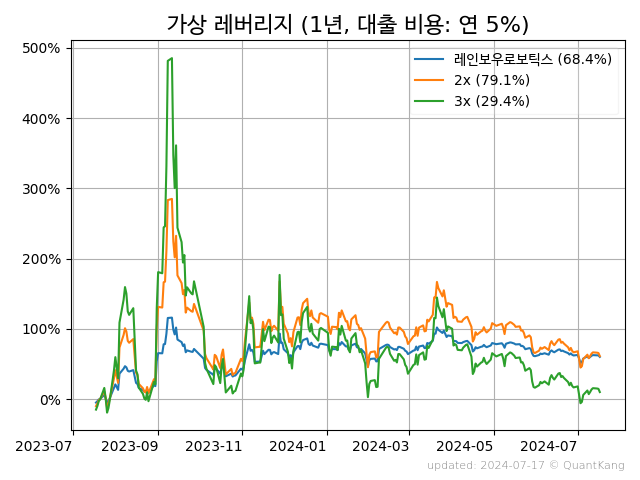 가상 레버리지 (1년, 대출 비용: 연 5%)
500%
400%
300%
200%
100%
0%
레인보우로보틱스 (68.4%)
2x (79.1%)
3x (29.4%)
2023-07
2023-09
2023-11
2024-01
2024-03
2024-05
2024-07
updated: 2024-07-17 © QuantKang